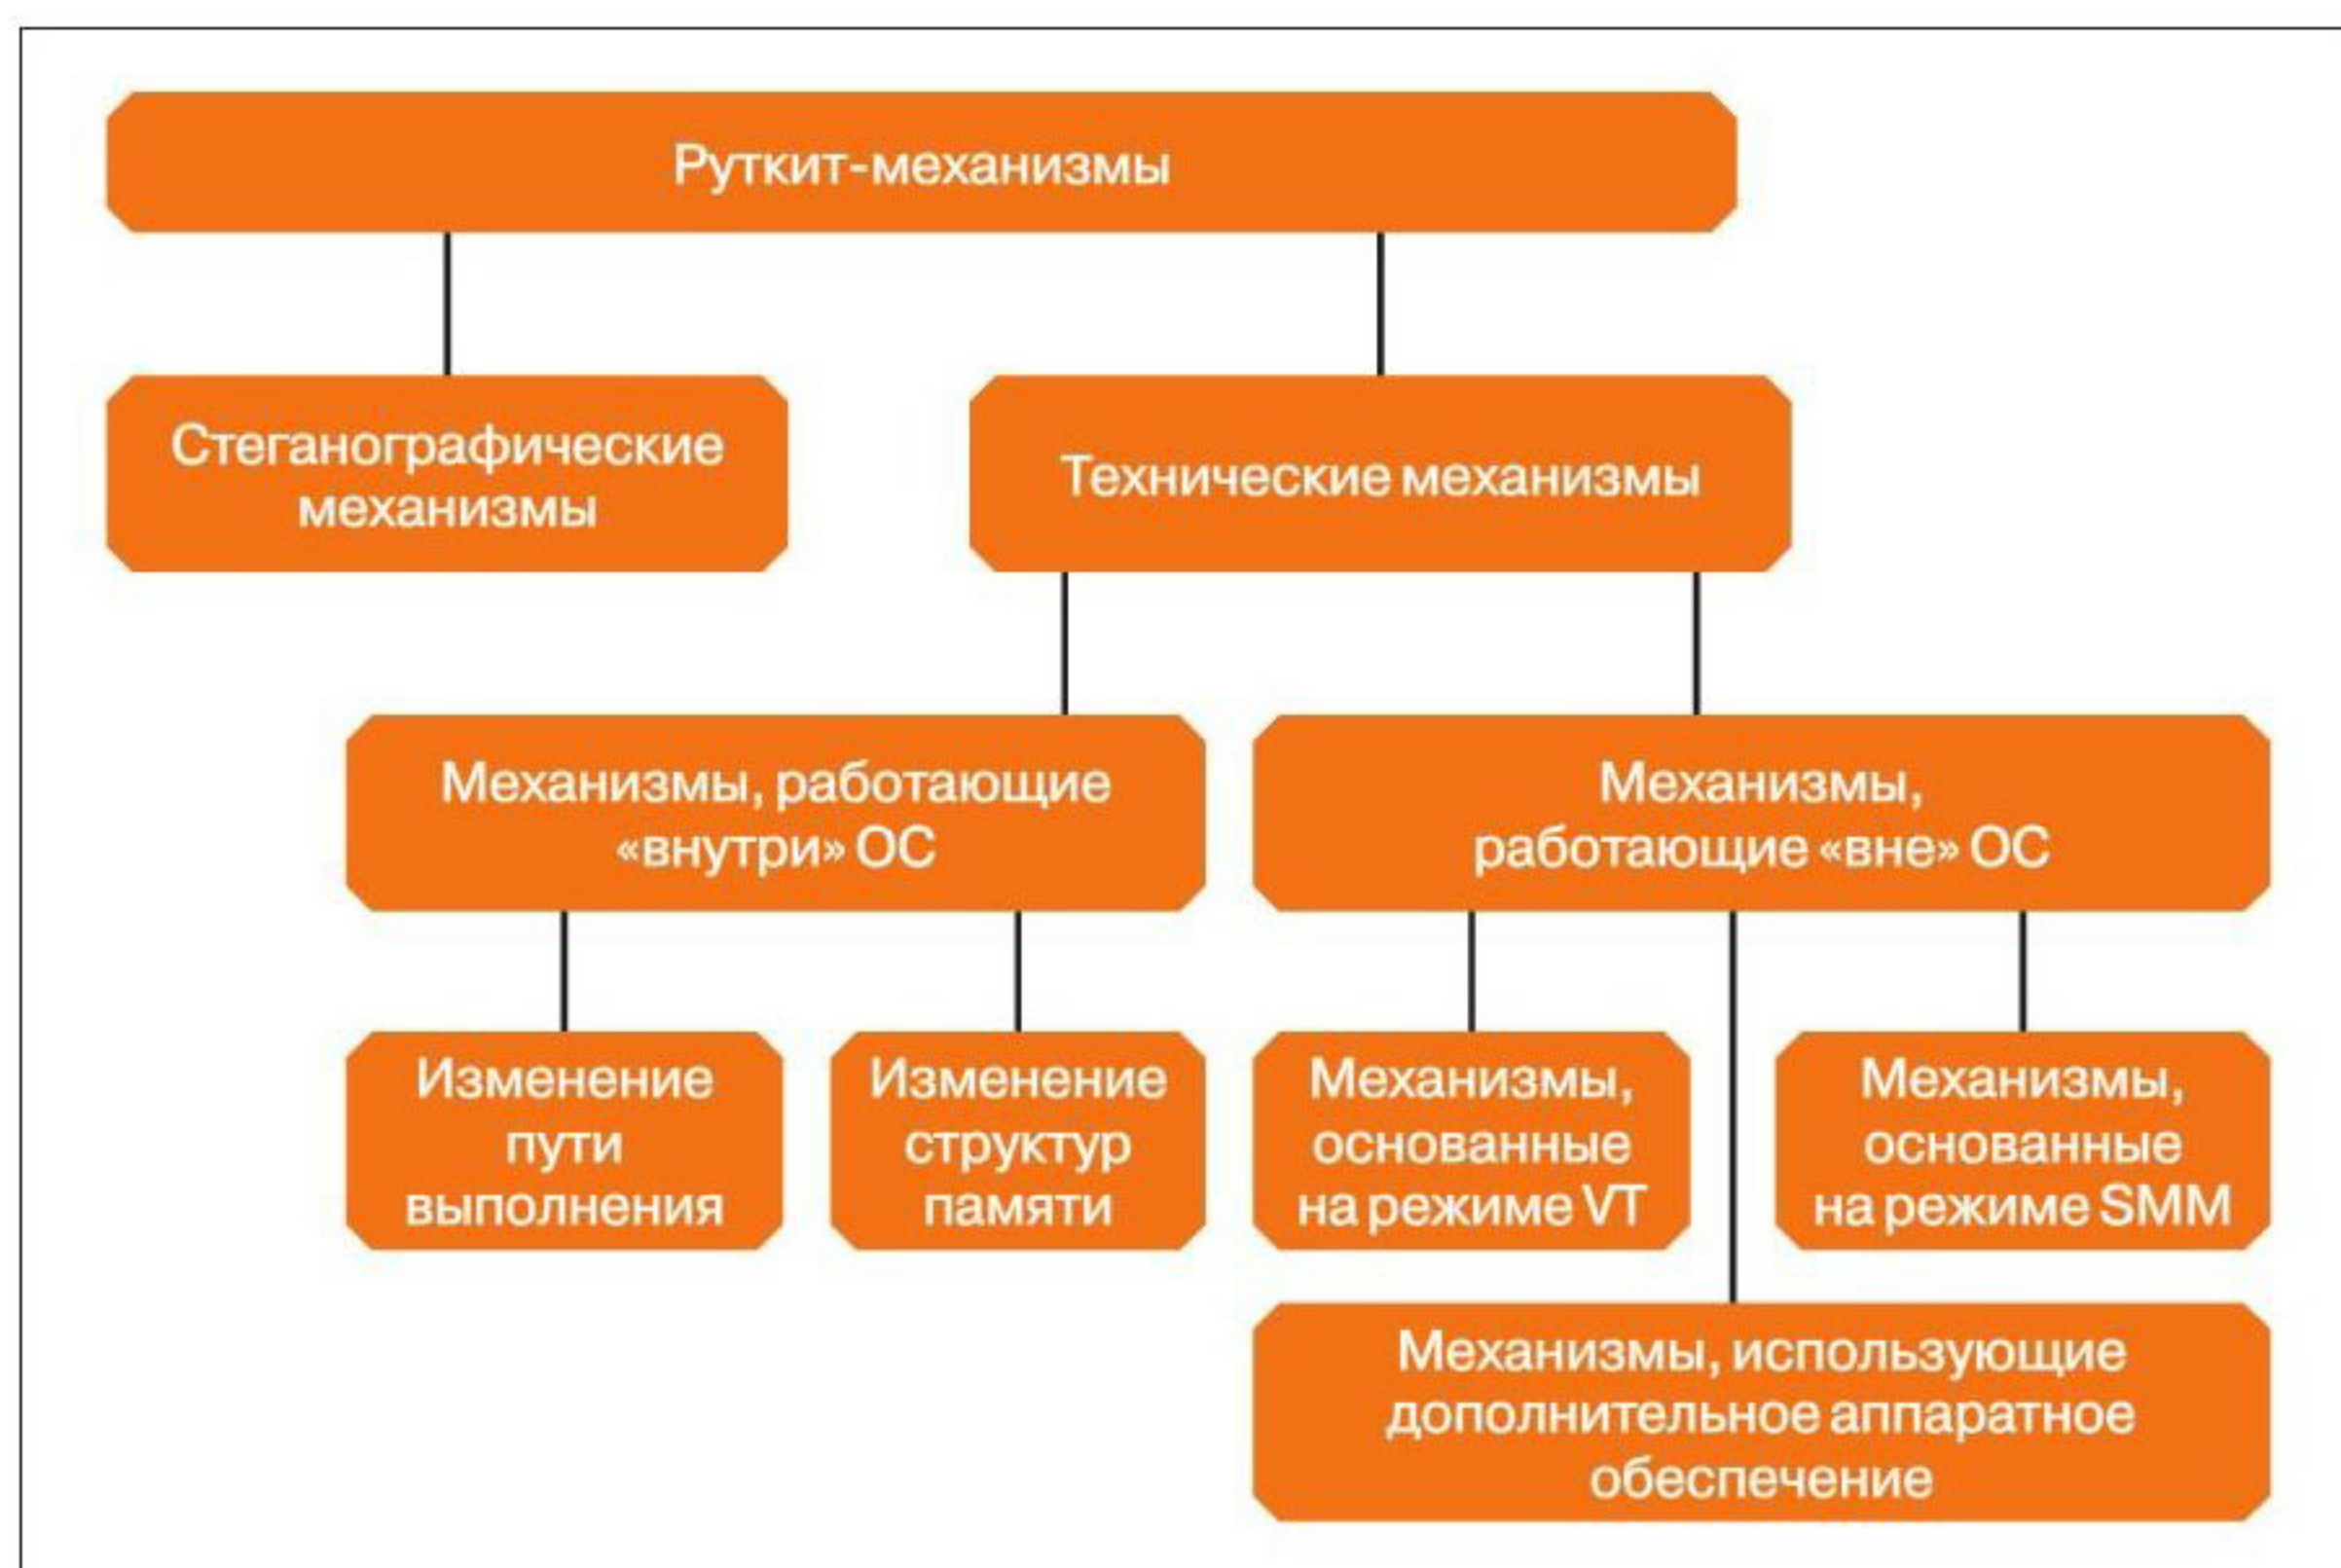 Руткит-механизмы
Стеганографические
механизмы
Технические механизмы
Механизмы, работающие
«внутри» ОС
Механизмы,
работающие «вне» ОС
Изменение
пути
выполнения
Изменение
структур
памяти
Механизмы,
основанные
на режиме VT
Механизмы,
основанные
на режиме SMM
Механизмы, использующие
дополнительное аппаратное
обеспечение